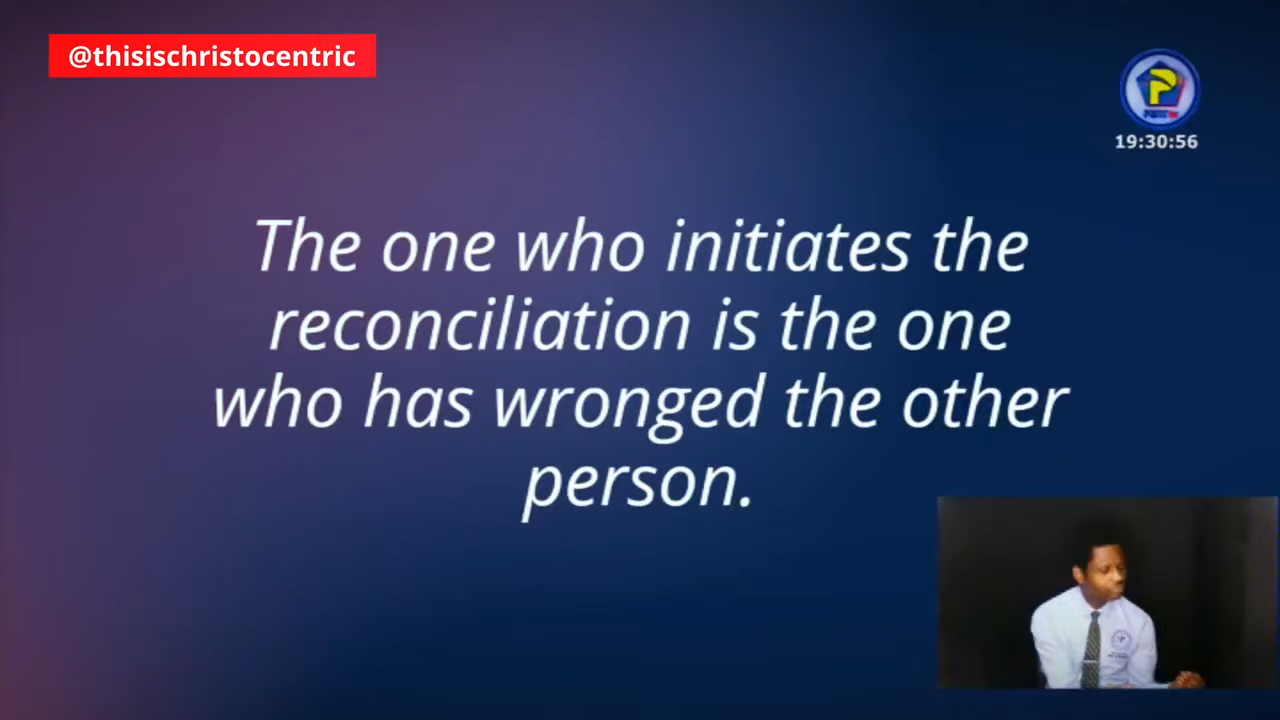 @thisischristocentric
P
19:30:56
The one who initiates the
reconciliation is the one
who has wronged the other
person.